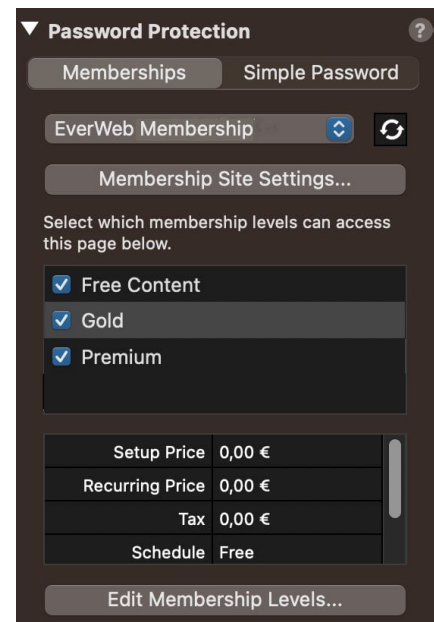 Password Protection ?
Memberships Simple Password
EverWeb Membership
Membership Site Settings...
Select which membership levels can access
this page below.
Free Content
Gold
Premium
Setup Price 0,00 €
Recurring Price 0,00 €
Tax 0,00 €
Schedule Free
Edit Membership Levels...